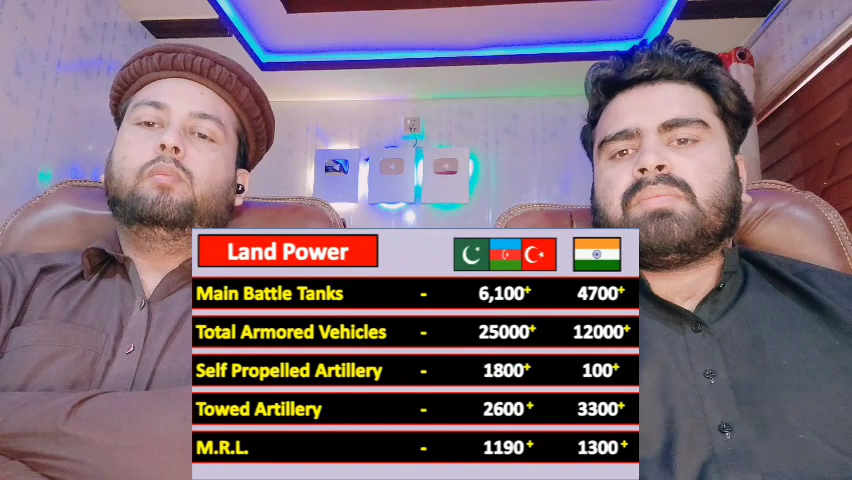 Land Power
Main Battle Tanks - 6,100+ 4700+
Total Armored Vehicles - 25000+ 12000+
Self Propelled Artillery - 1800+ 100+
Towed Artillery - 2600+ 3300+
M.R.L. - 1190+ 1300+